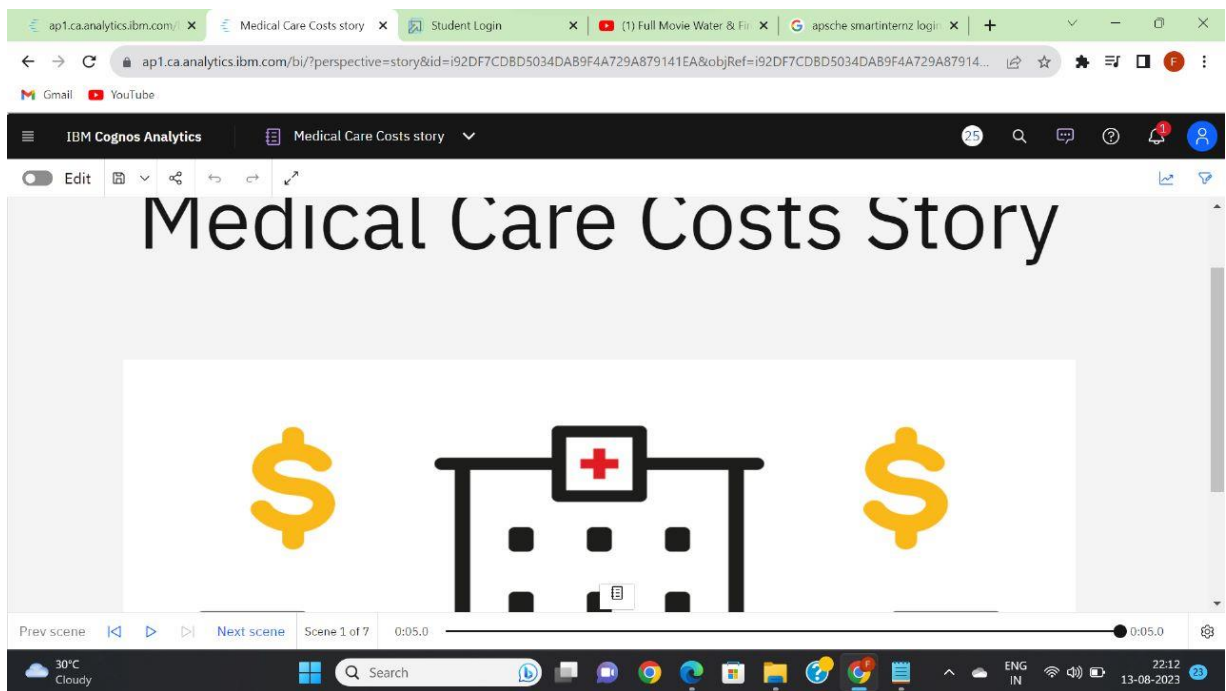 ap1.ca.analytics.ibm.com/
Medical Care Costs story
Student Login
(1) Full Movie Water & Fir
apsche smartinternz login
ap1.ca.analytics.ibm.com/bi/?perspective=story&id=i92DF7CDBD5034DAB9F4A729A879141EA&objRef=i92DF7CDBD5034DAB9F4A729A87914...
F
Gmail YouTube
IBM Cognos Analytics Medical Care Costs story 25 1
Edit
Medical Care Costs Story
$ $
Prev scene Next scene Scene 1 of 7 0:05.0 0:05.0
30°C
Cloudy
Search
ENG
IN
22:12
13-08-2023
23